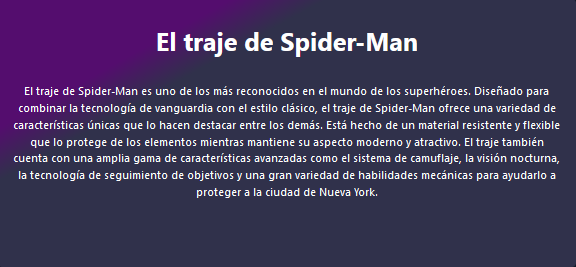 El traje de Spider-Man
El traje de Spider-Man es uno de los más reconocidos en el mundo de los superhéroes. Diseñado para
combinar la tecnología de vanguardia con el estilo clásico, el traje de Spider-Man ofrece una variedad de
características únicas que lo hacen destacar entre los demás. Está hecho de un material resistente y flexible
que lo protege de los elementos mientras mantiene su aspecto moderno y atractivo. El traje también
cuenta con una amplia gama de características avanzadas como el sistema de camuflaje, la visión nocturna,
la tecnología de seguimiento de objetivos y una gran variedad de habilidades mecánicas para ayudarlo a
proteger a la ciudad de Nueva York.